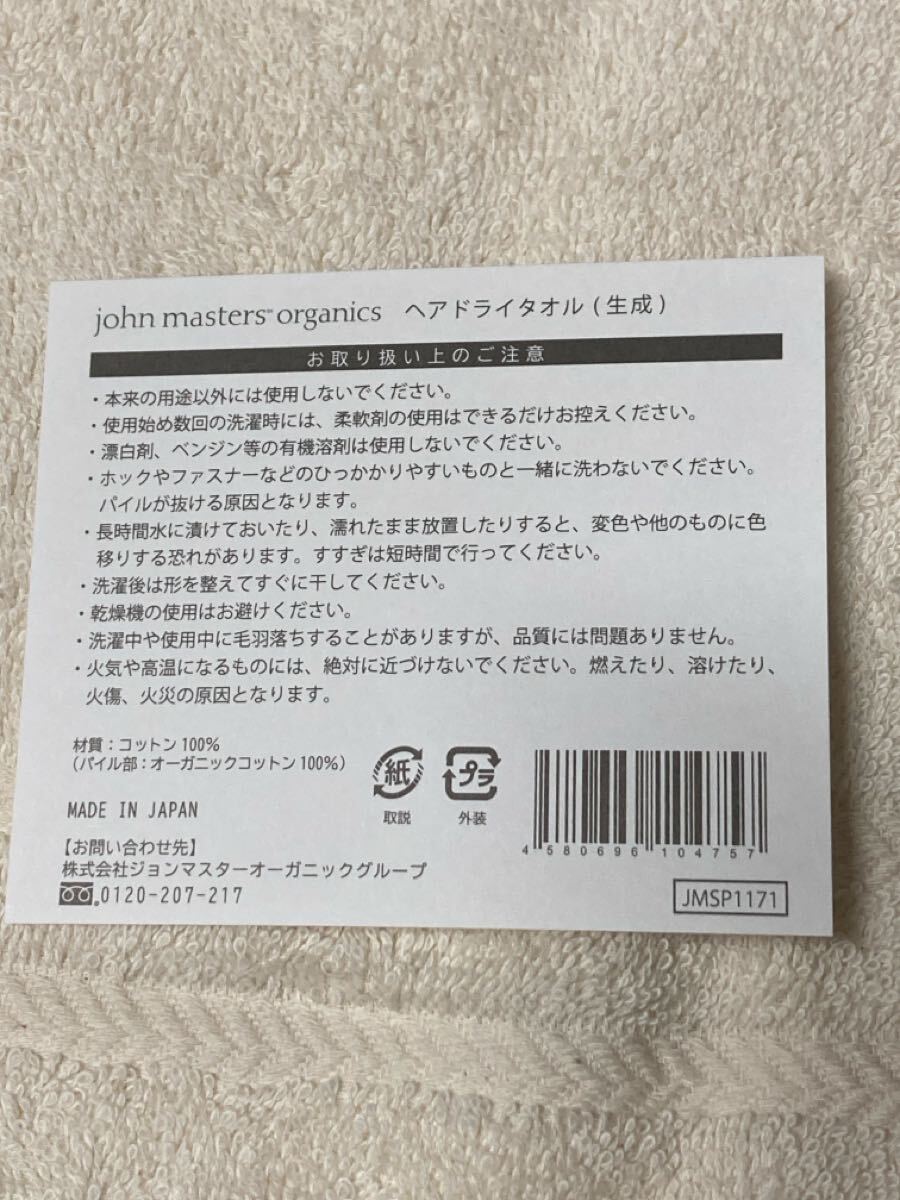 john masters™ organics ヘアドライタオル(生成)
お取り扱い上のご注意
・本来の用途以外には使用しないでください。
・使用始め数回の洗濯時には、柔軟剤の使用はできるだけお控えください。
・漂白剤、ベンジン等の有機溶剤は使用しないでください。
・ホックやファスナーなどのひっかかりやすいものと一緒に洗わないでください。
パイルが抜ける原因となります。
・長時間水に漬けておいたり、濡れたまま放置したりすると、変色や他のものに色
移りする恐れがあります。すすぎは短時間で行ってください。
・洗濯後は形を整えてすぐに干してください。
・乾燥機の使用はお避けください。
・洗濯中や使用中に毛羽落ちすることがありますが、品質には問題ありません。
・火気や高温になるものには、絶対に近づけないでください。燃えたり、溶けたり、
火傷、火災の原因となります。
材質：コットン100%
(パイル部：オーガニックコットン100%)
紙
取説
プラ
外装
4 580696 104757
MADE IN JAPAN
【お問い合わせ先】
株式会社ジョンマスターオーガニックグループ
0120-207-217
JMSP1171